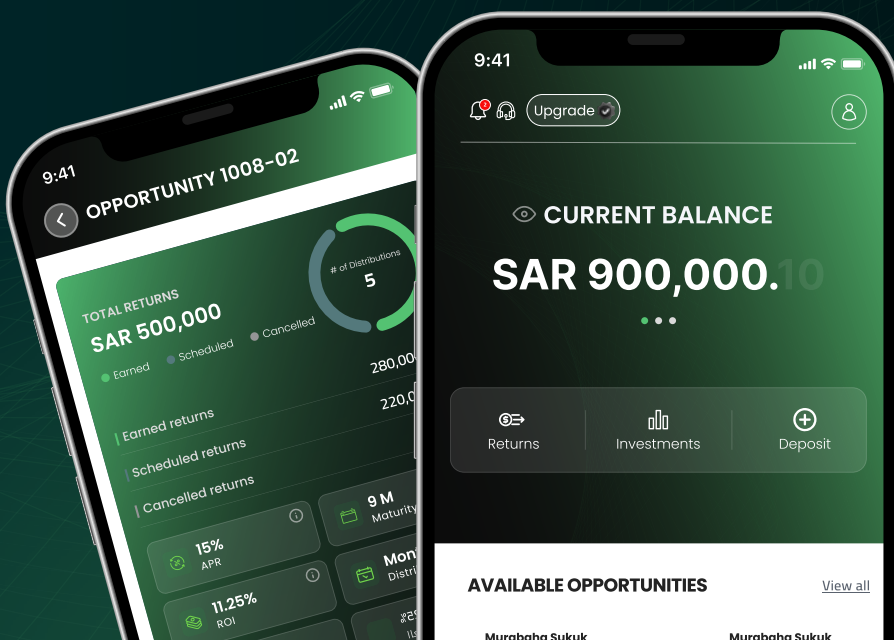 9:41
OPPORTUNITY 1008-02
TOTAL RETURNS
SAR 500,000
# of Distributions
5
Earned
Scheduled
Cancelled
Earned returns
280,00
Scheduled returns
220,0
Cancelled returns
15%
APR
9 M
Maturity
11.25%
ROI
Mon
Distri
9:41
2
Upgrade
CURRENT BALANCE
SAR 900,000.10
Returns
Investments
Deposit
AVAILABLE OPPORTUNITIES
View all
Murabaha Sukuk
Murabaha Sukuk